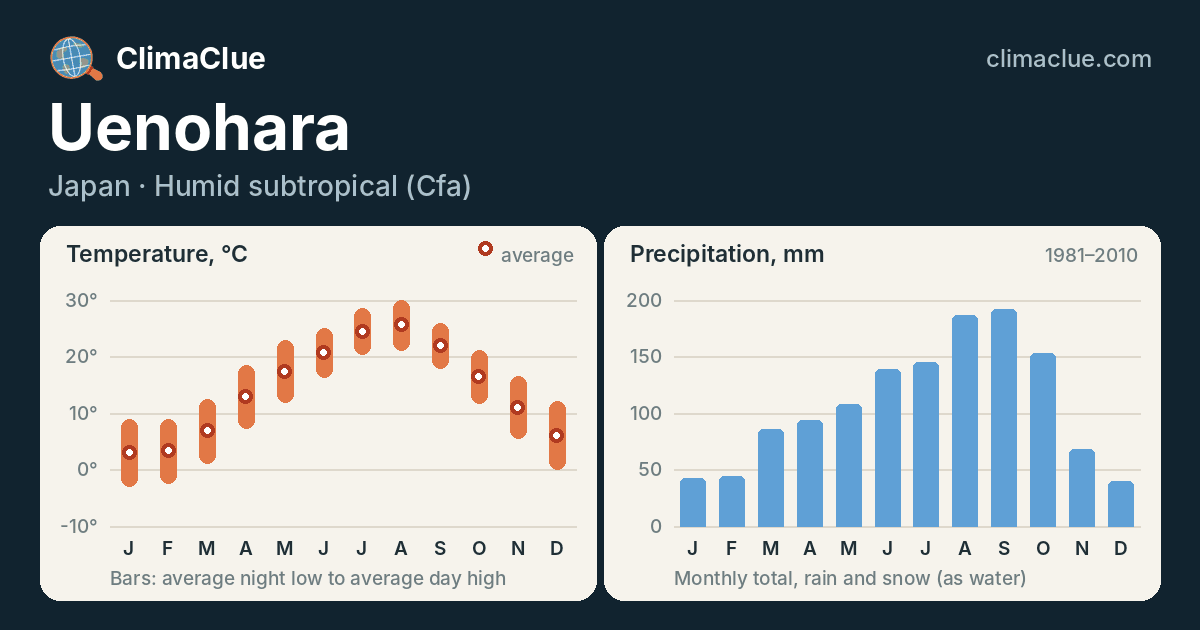 ClimaClue
climaclue.com
Uenohara
Japan · Humid subtropical (Cfa)
Temperature, °C
average
30°
20°
10°
0°
-10°
J F M A M J J A S O N D
Bars: average night low to average day high
Precipitation, mm
1981–2010
200
150
100
50
0
J F M A M J J A S O N D
Monthly total, rain and snow (as water)